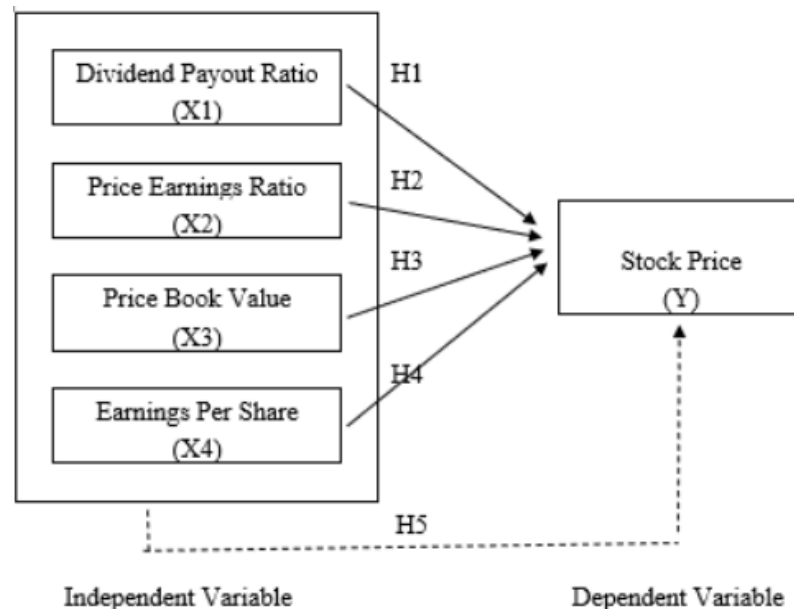 Dividend Payout Ratio
(X1)
H1
Price Earnings Ratio
(X2)
H2
H3
Price Book Value
(X3)
Stock Price
(Y)
H4
Earnings Per Share
(X4)
H5
Independent Variable
Dependent Variable